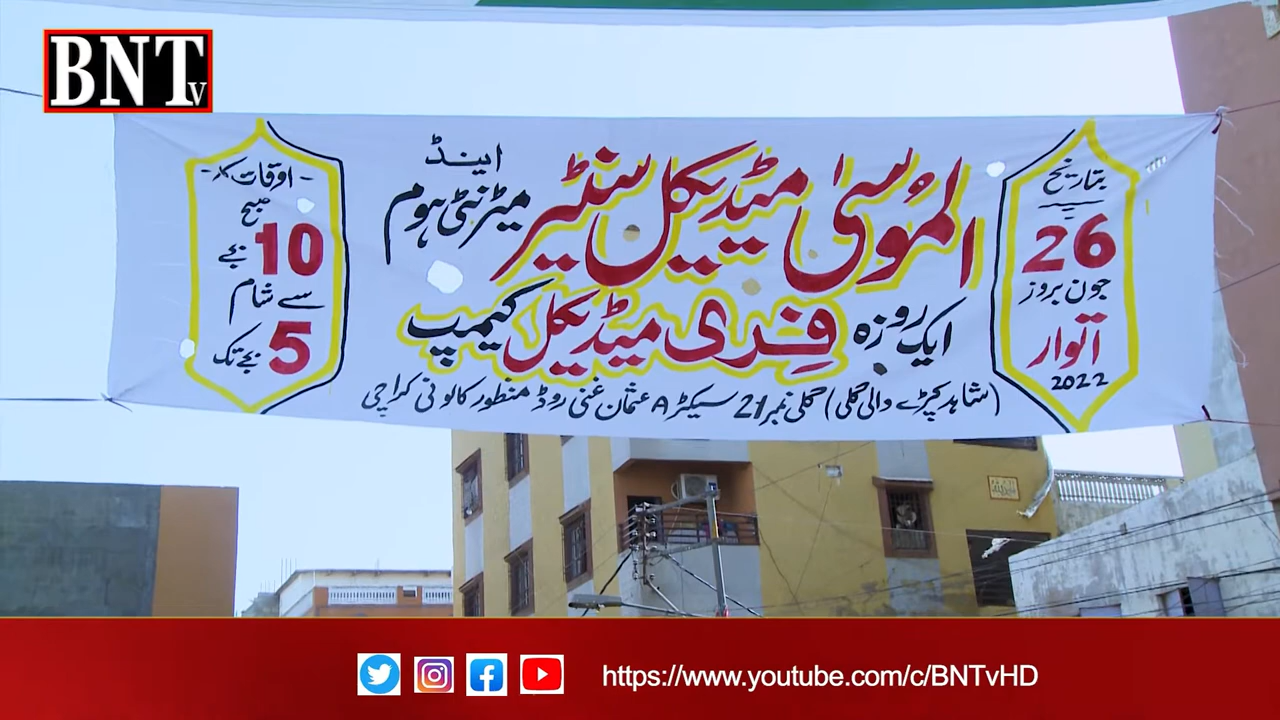 BNTv
بتاریخ
26
جون بروز
اتوار
2022
الموسیٰ میڈیکل سنٹر اینڈ میٹرنٹی ہوم
ایک روزہ فری میڈیکل کیمپ
(شاہد کپڑے والی گلی) گلی نمبر 21 سیکٹر A عثمان غنی روڈ منظور کالونی کراچی
اوقات
صبح
10 بجے
سے شام
5 بجے تک
https://www.youtube.com/c/BNTvHD